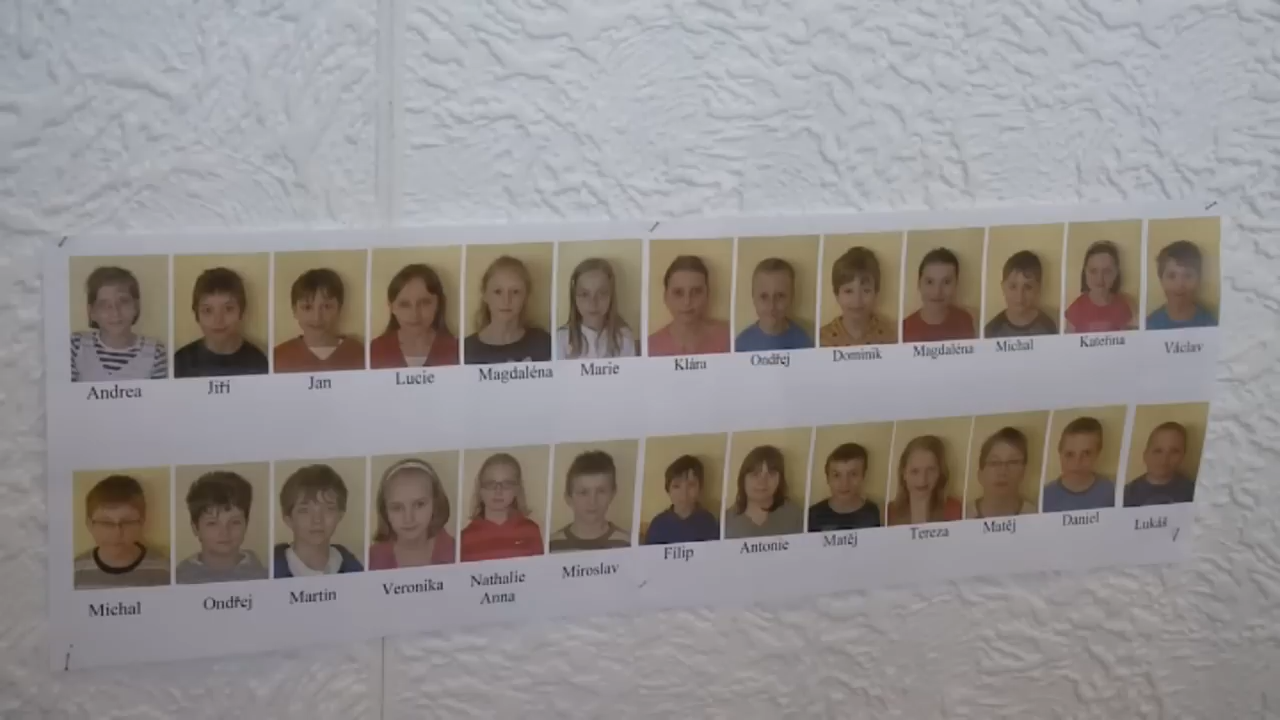 Andrea Jiří Jan Lucie Magdaléna Marie Klára Ondřej Dominik Magdaléna Michal Kateřina Václav
Michal Ondřej Martin Veronika Nathalie Miroslav Filip Antonie Matěj Tereza Matěj Daniel Lukáš
Anna